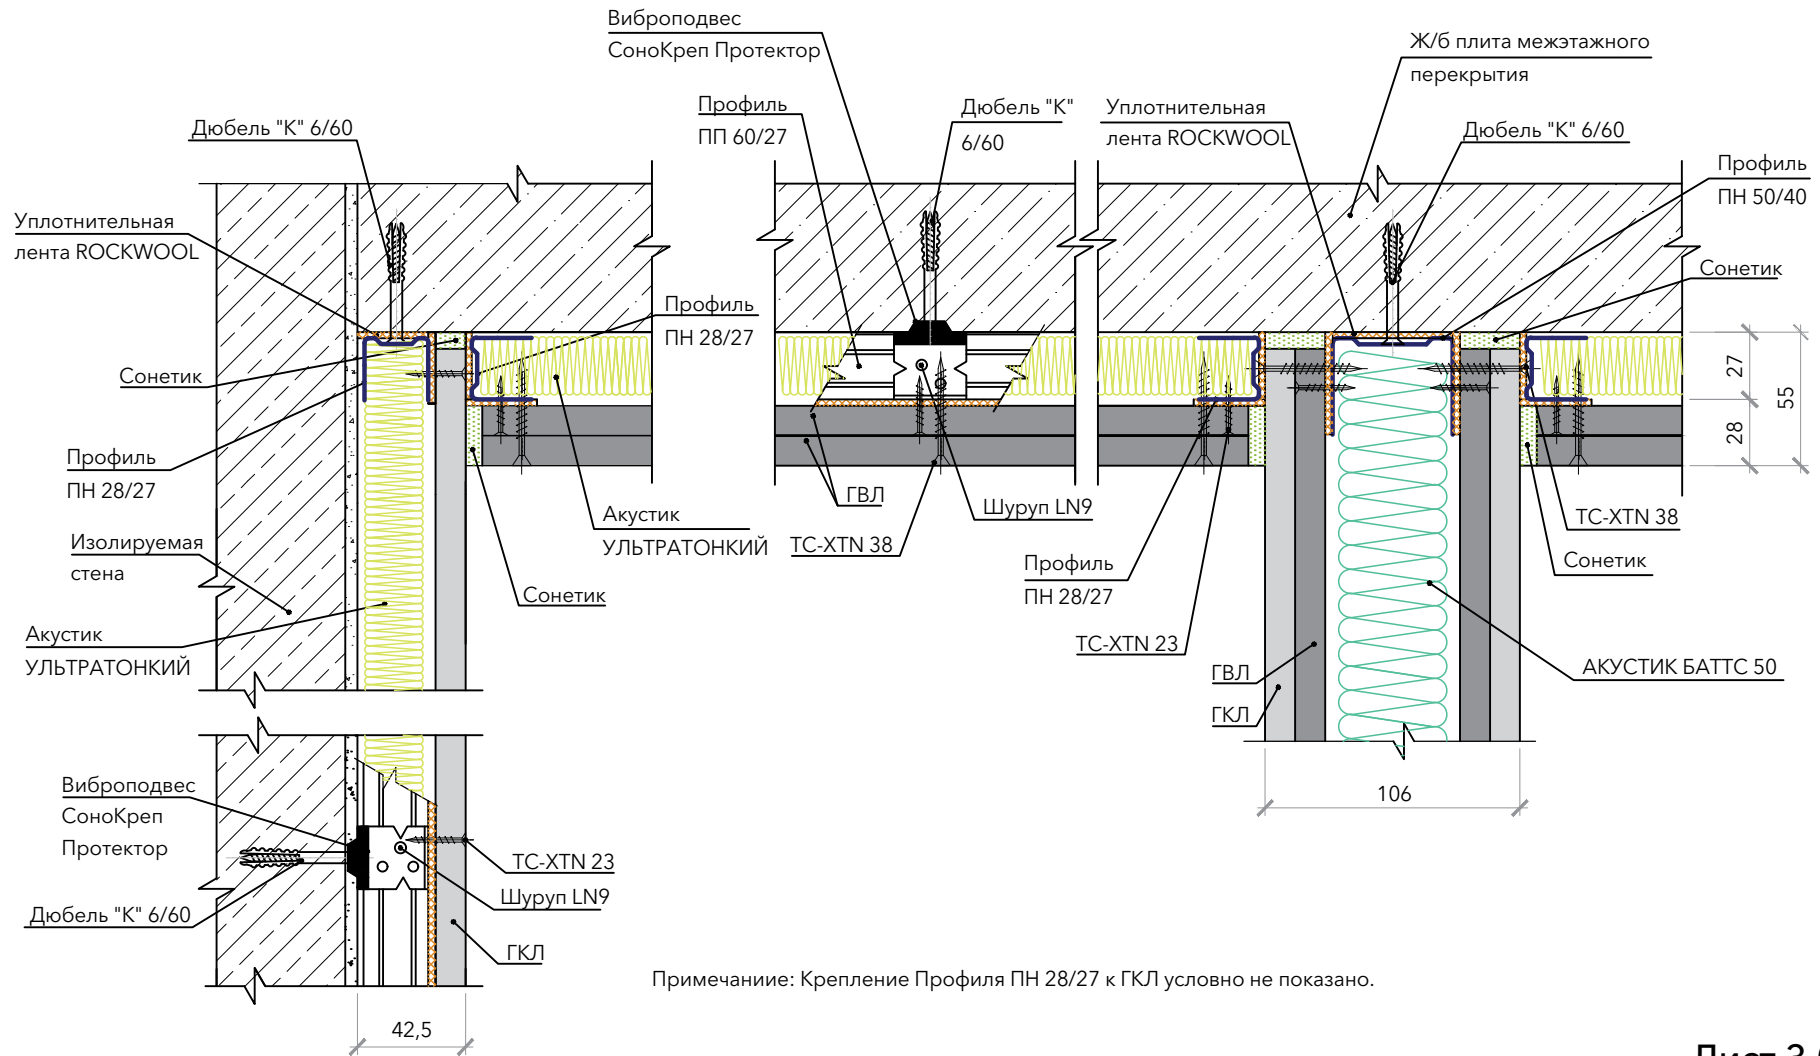 Виброподвес
СоноКреп Протектор
Ж/б плита межэтажного
перекрытия
Дюбель "К" 6/60
Профиль
ПП 60/27
Дюбель "К"
6/60
Уплотнительная
лента ROCKWOOL
Дюбель "К" 6/60
Профиль
ПН 50/40
Уплотнительная
лента ROCKWOOL
Профиль
ПН 28/27
Сонетик
Сонетик
27
55
28
Профиль
ПН 28/27
ГВЛ
Шуруп LN9
Акустик
УЛЬТРАТОНКИЙ
ТС-XTN 38
ТС-XTN 38
Изолируемая
стена
Профиль
ПН 28/27
Сонетик
Сонетик
Акустик
УЛЬТРАТОНКИЙ
ТС-XTN 23
ГВЛ
АКУСТИК БАТТС 50
ГКЛ
106
Виброподвес
СоноКреп
Протектор
ТС-XTN 23
Шуруп LN9
Дюбель "К" 6/60
ГКЛ
Примечаниие: Крепление Профиля ПН 28/27 к ГКЛ условно не показано.
42,5